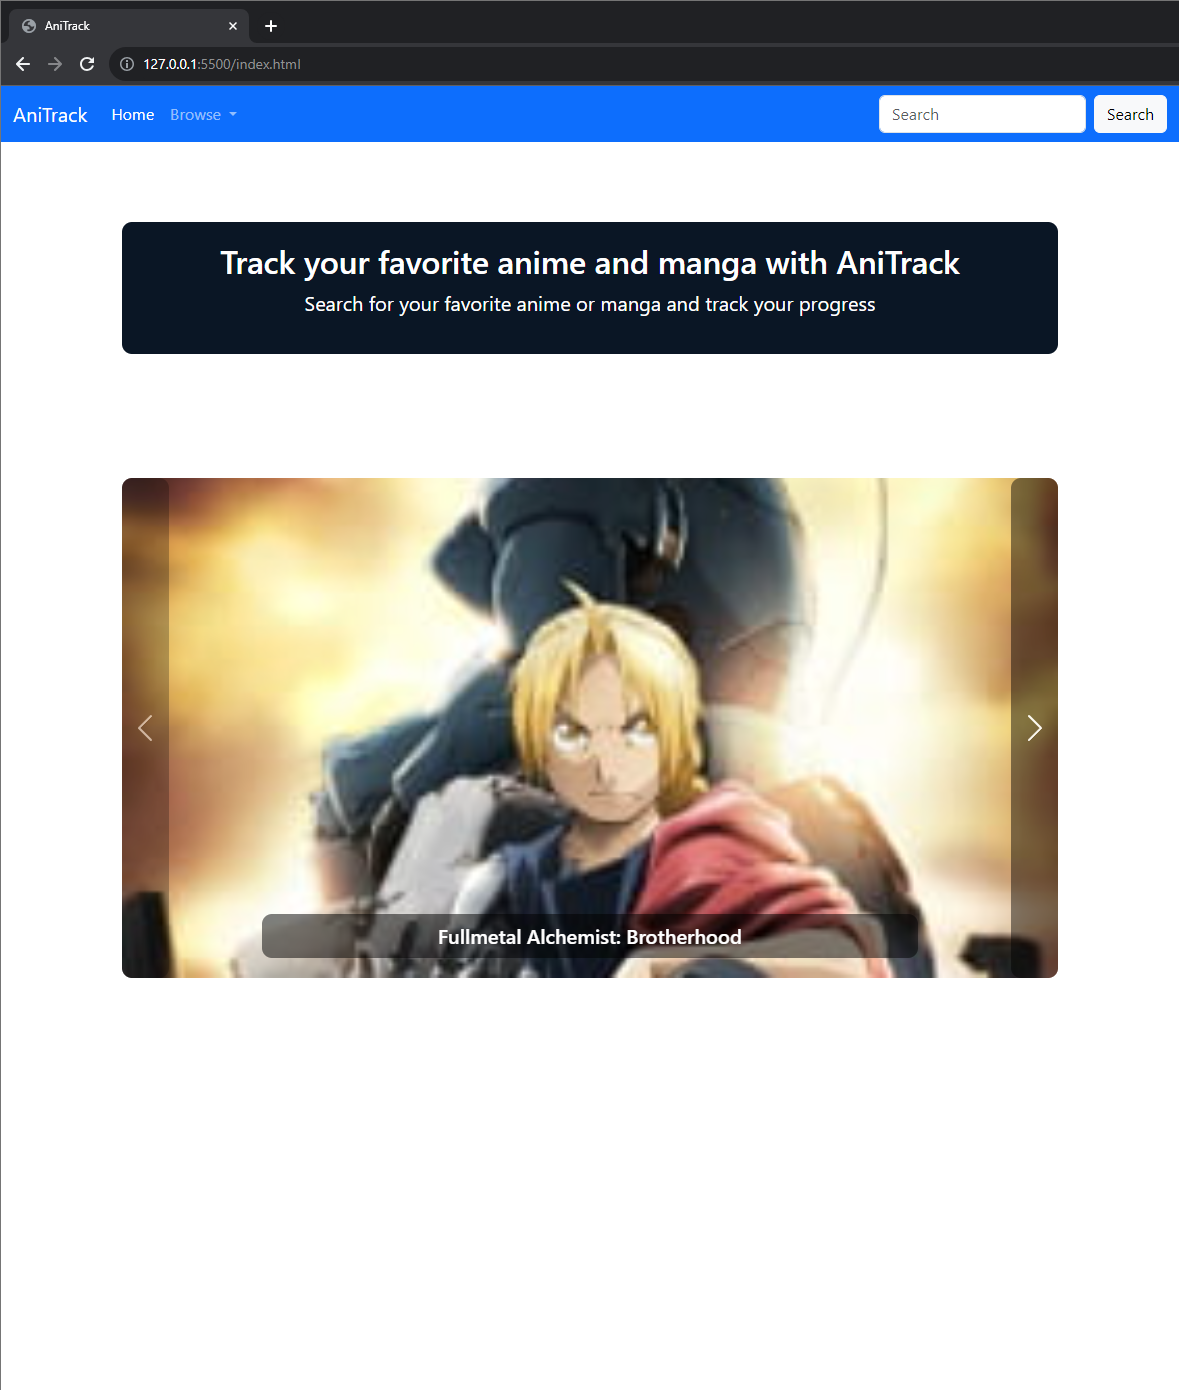 AniTrack
127.0.0.1:5500/index.html
AniTrack Home Browse Search Search
Track your favorite anime and manga with AniTrack
Search for your favorite anime or manga and track your progress
Fullmetal Alchemist: Brotherhood